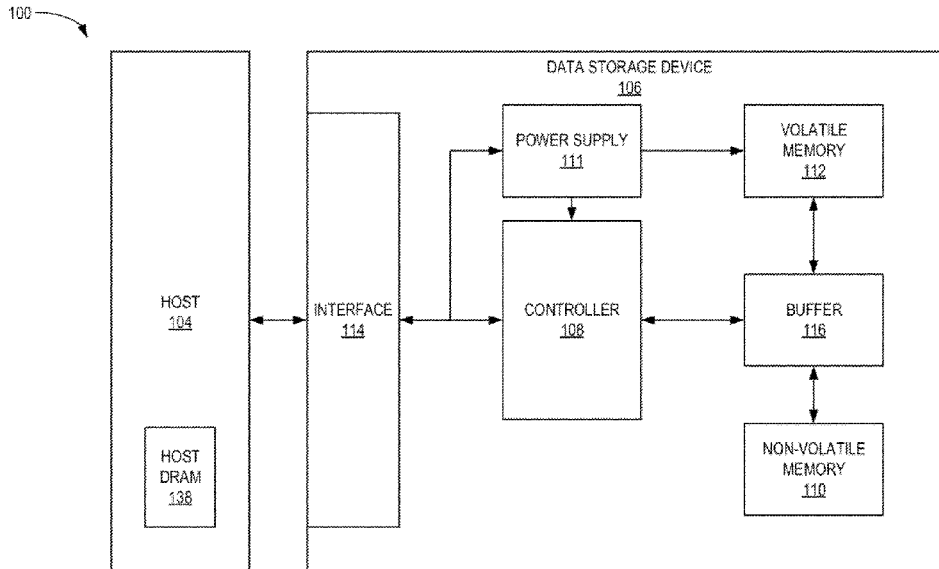 100
DATA STORAGE DEVICE
106
POWER SUPPLY
111
VOLATILE
MEMORY
112
HOST
104
INTERFACE
114
CONTROLLER
108
BUFFER
116
HOST
DRAM
138
NON-VOLATILE
MEMORY
110